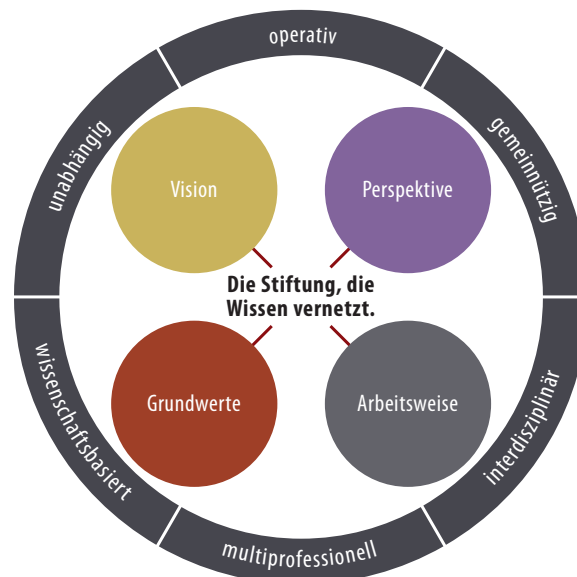 operativ
unabhängig
gemeinnützig
Vision
Perspektive
Die Stiftung, die
Wissen vernetzt.
Grundwerte
Arbeitsweise
wissenschaftsbasiert
interdisziplinär
multiprofessionell